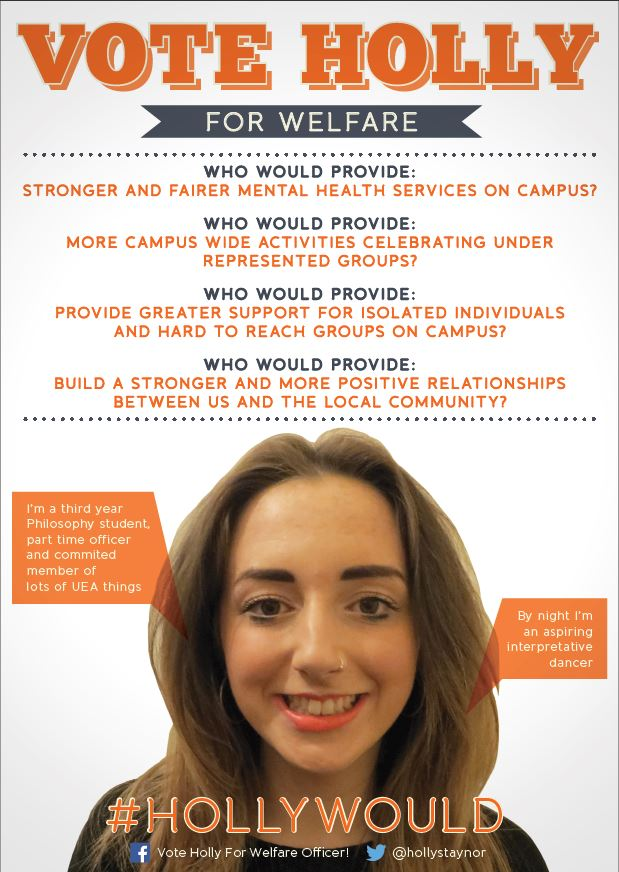 VOTE HOLLY
FOR WELFARE
WHO WOULD PROVIDE:
STRONGER AND FAIRER MENTAL HEALTH SERVICES ON CAMPUS?
WHO WOULD PROVIDE:
MORE CAMPUS WIDE ACTIVITIES CELEBRATING UNDER
REPRESENTED GROUPS?
WHO WOULD PROVIDE:
PROVIDE GREATER SUPPORT FOR ISOLATED INDIVIDUALS
AND HARD TO REACH GROUPS ON CAMPUS?
WHO WOULD PROVIDE:
BUILD A STRONGER AND MORE POSITIVE RELATIONSHIPS
BETWEEN US AND THE LOCAL COMMUNITY?
I'm a third year
Philosophy student,
part time officer
and commited
member of
lots of UEA things
By night I'm
an aspiring
interpretative
dancer
#HOLLYWOULD
Vote Holly For Welfare Officer! @hollystaynor